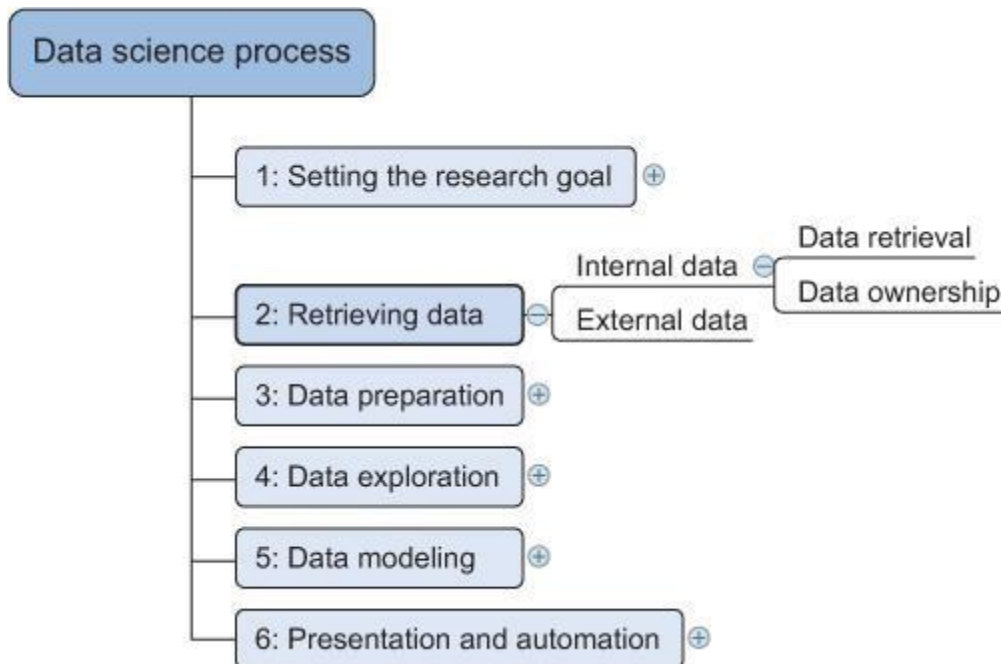 Data science process
1: Setting the research goal
2: Retrieving data
Internal data
External data
Data retrieval
Data ownership
3: Data preparation
4: Data exploration
5: Data modeling
6: Presentation and automation